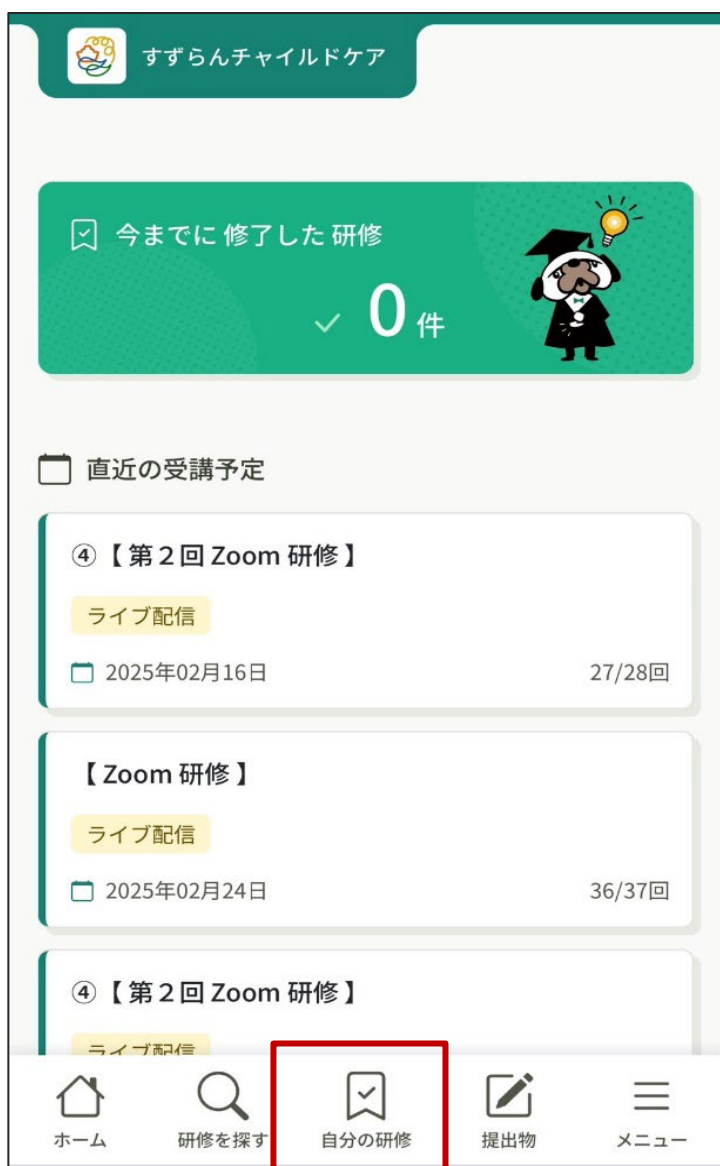 すずらんチャイルドケア
今までに 修了した 研修
0 件
直近の受講予定
④【 第２回 Zoom 研修 】
ライブ配信
2025年02月16日 27/28回
【 Zoom 研修 】
ライブ配信
2025年02月24日 36/37回
④【 第２回 Zoom 研修 】
ライブ配信
ホーム 研修を探す 自分の研修 提出物 メニュー